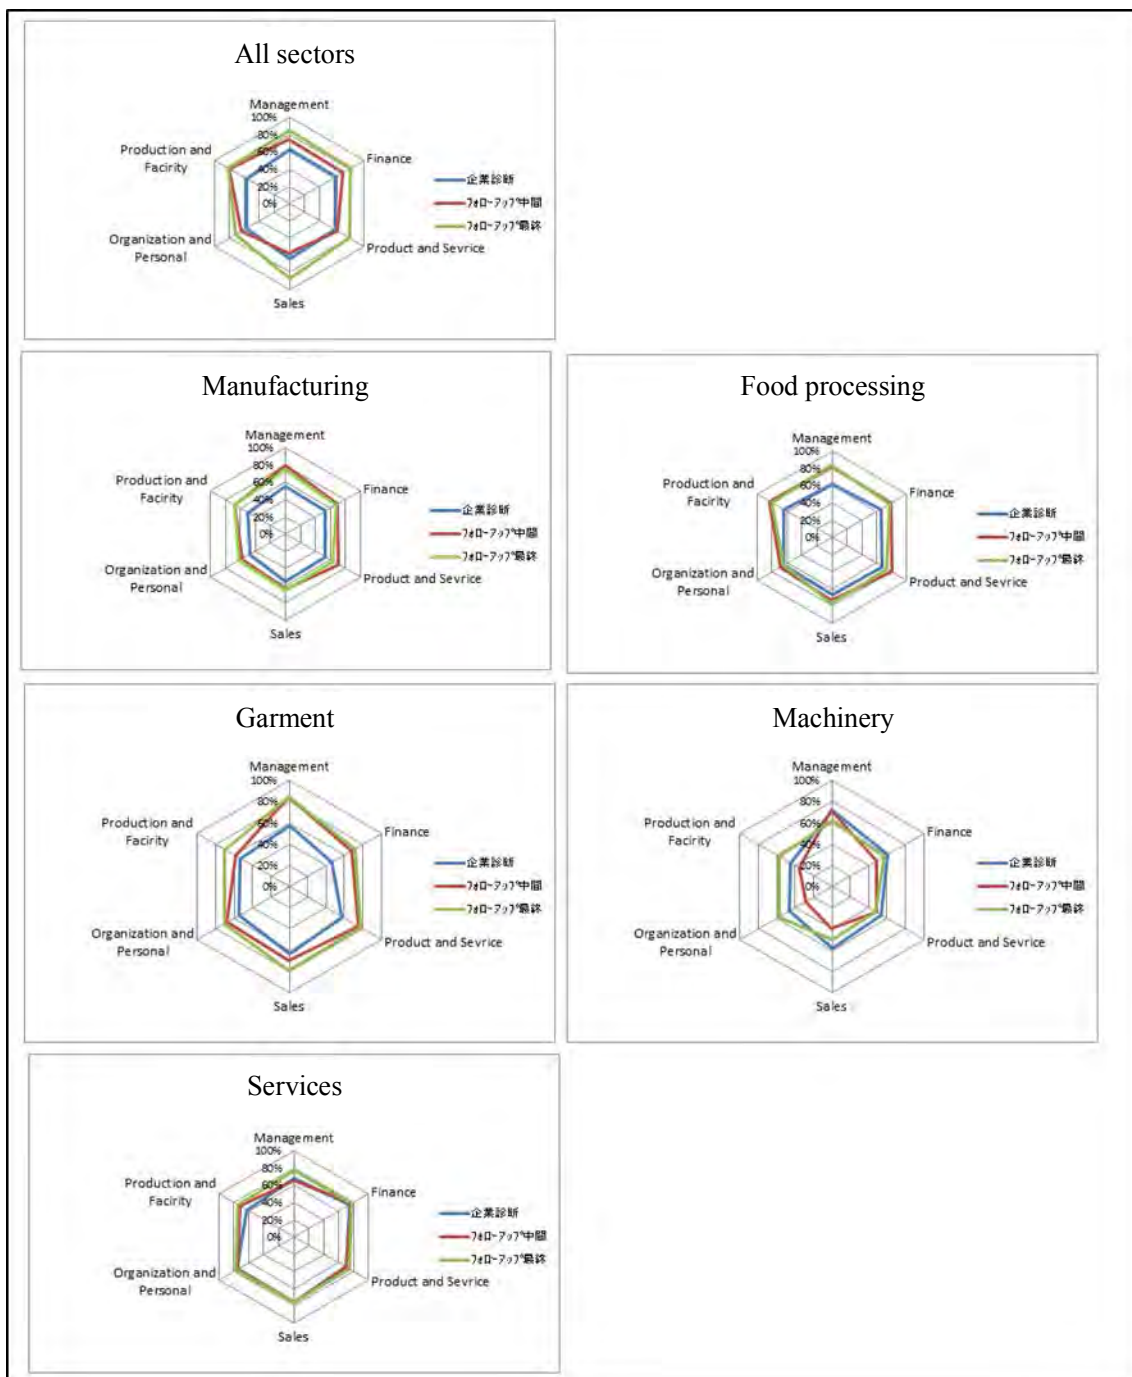 All sectors
Management
100%
80%
60%
40%
20%
0%
Finance
Product and Sevrice
Sales
Organization and
Personal
Production and
Facirity
企業診断
フォローアップ中間
フォローアップ最終
Manufacturing
Management
100%
80%
60%
40%
20%
0%
Finance
Product and Sevrice
Sales
Organization and
Personal
Production and
Facirity
企業診断
フォローアップ中間
フォローアップ最終
Food processing
Management
100%
80%
60%
40%
20%
0%
Finance
Product and Sevrice
Sales
Organization and
Personal
Production and
Facirity
企業診断
フォローアップ中間
フォローアップ最終
Garment
Management
100%
80%
60%
40%
20%
0%
Finance
Product and Sevrice
Sales
Organization and
Personal
Production and
Facirity
企業診断
フォローアップ中間
フォローアップ最終
Machinery
Management
100%
80%
60%
40%
20%
0%
Finance
Product and Sevrice
Sales
Organization and
Personal
Production and
Facirity
企業診断
フォローアップ中間
フォローアップ最終
Services
Management
100%
80%
60%
40%
20%
0%
Finance
Product and Sevrice
Sales
Organization and
Personal
Production and
Facirity
企業診断
フォローアップ中間
フォローアップ最終